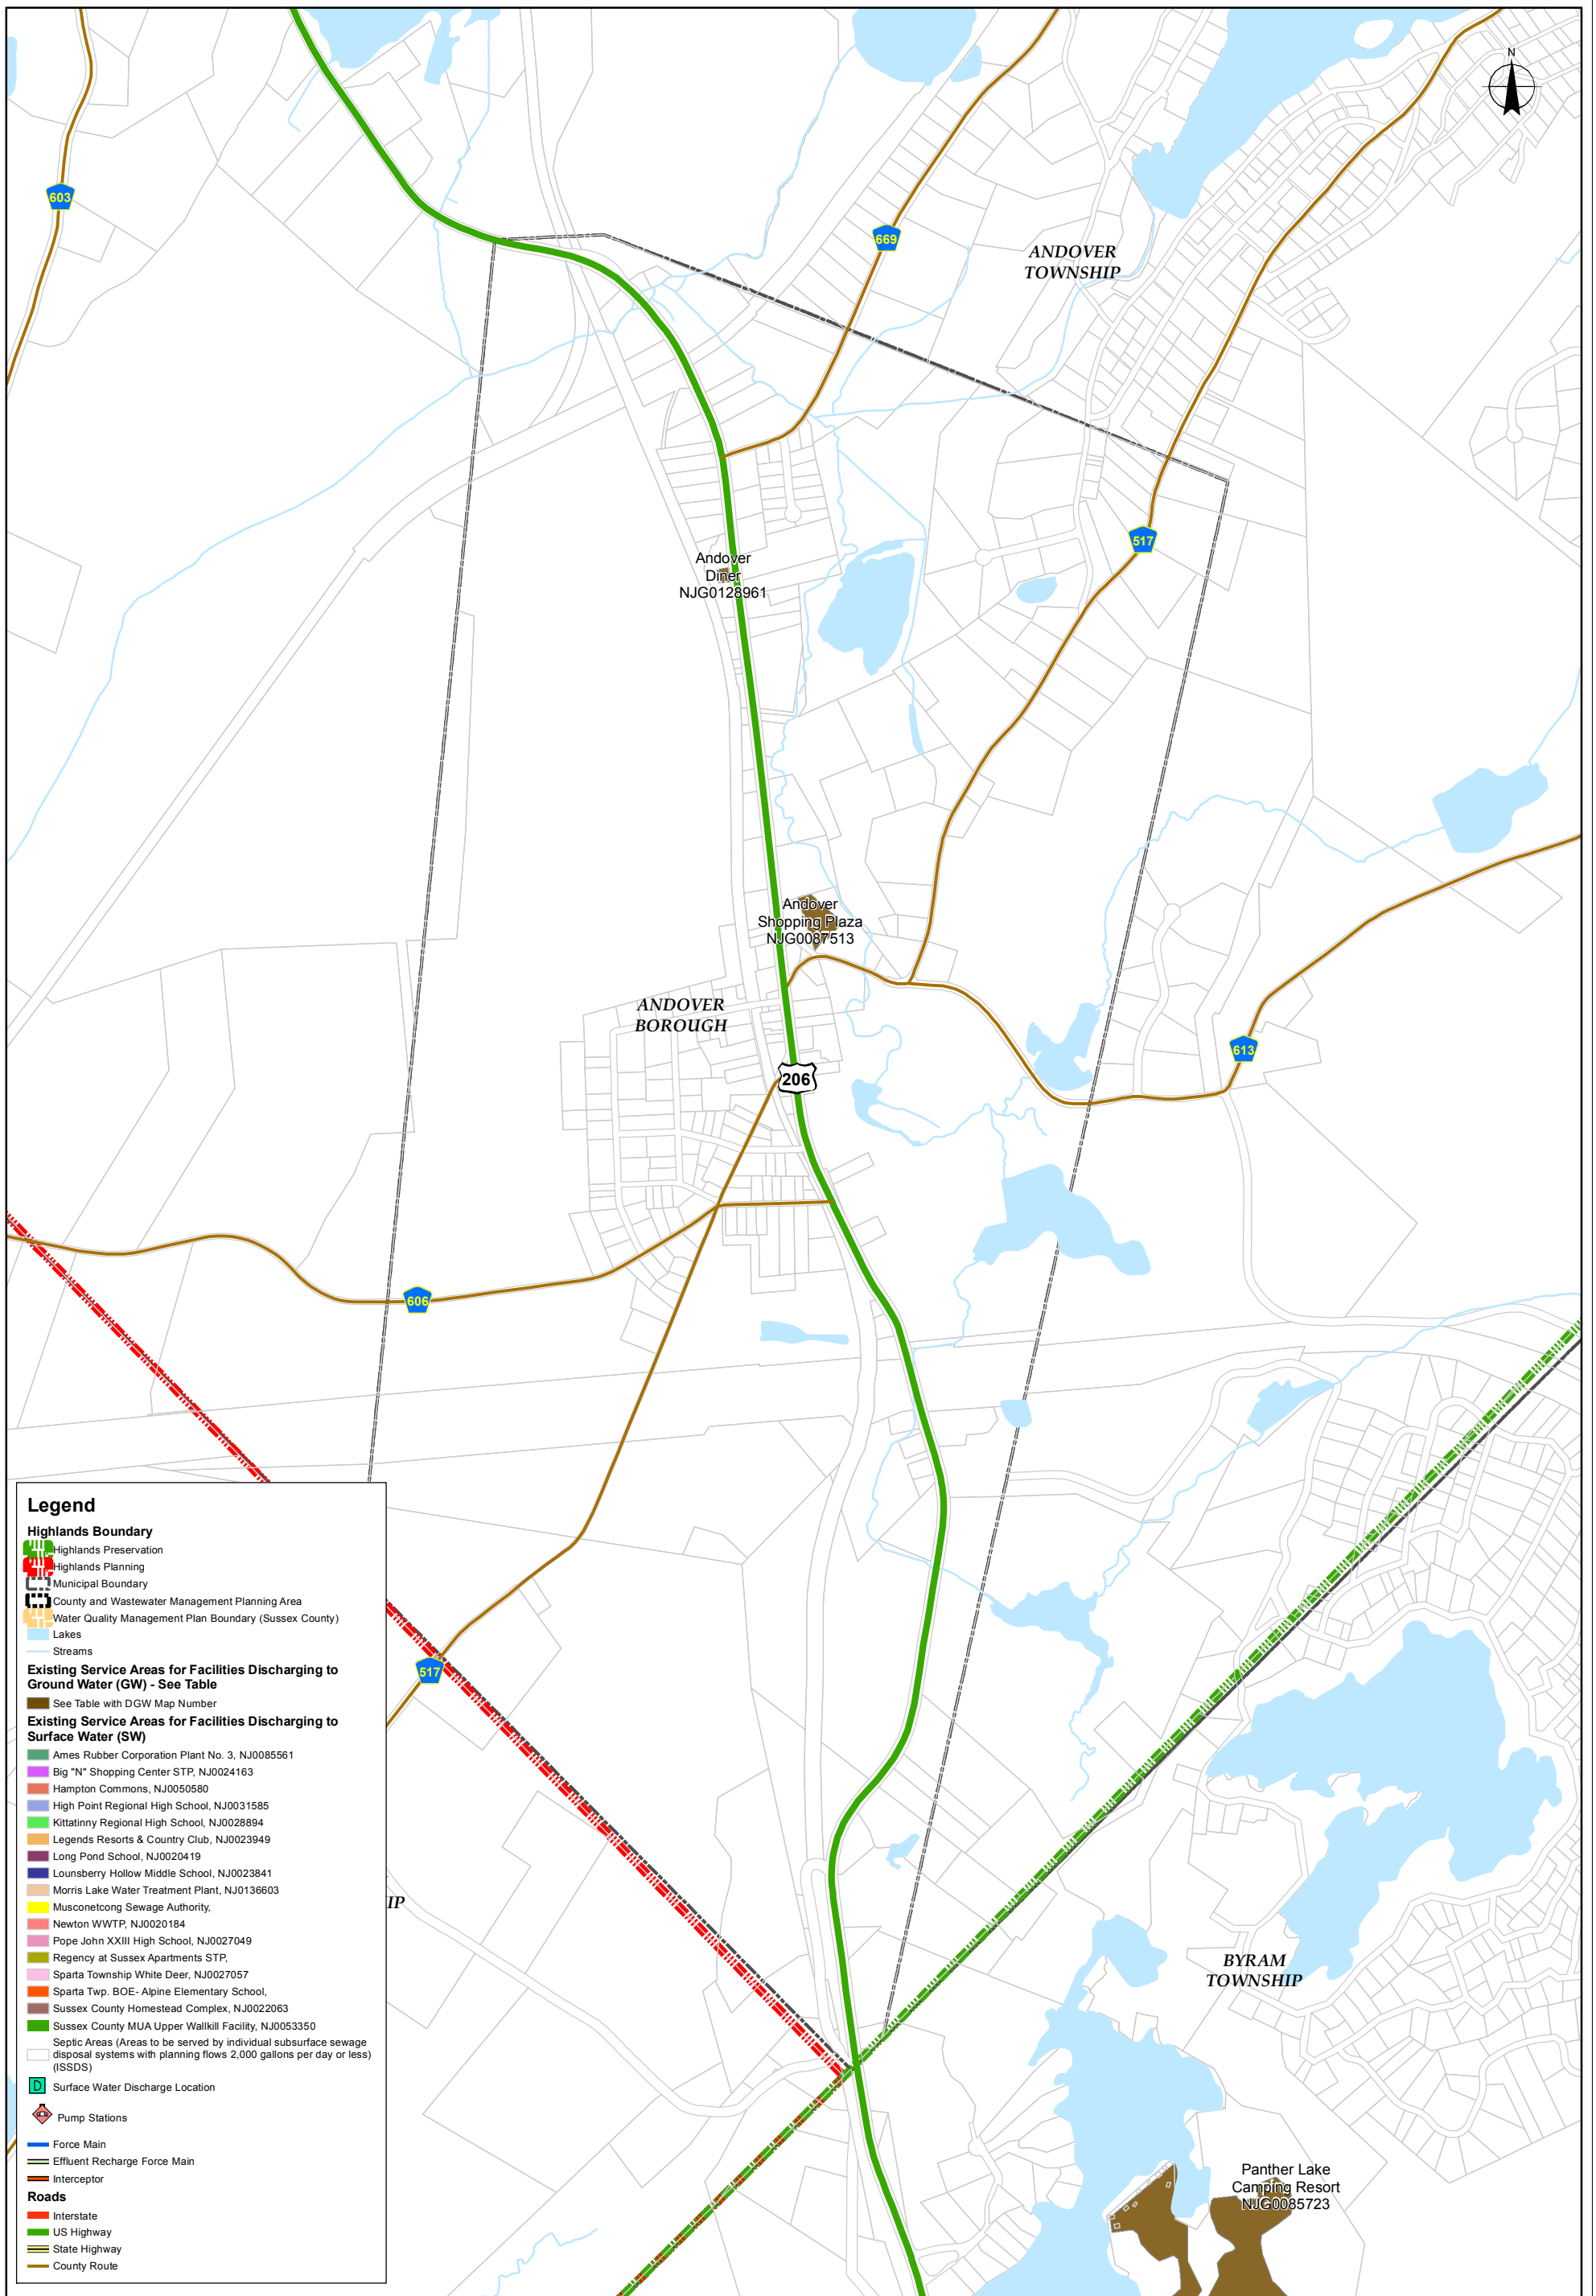 N
603
669
ANDOVER
TOWNSHIP
517
Andover
Diner
NJG0128961
Andover
Shopping Plaza
NJG0087513
ANDOVER
BOROUGH
613
206
606
517
IP
BYRAM
TOWNSHIP
Panther Lake
Camping Resort
NJG0085723
Legend
Highlands Boundary
Highlands Preservation
Highlands Planning
Municipal Boundary
County and Wastewater Management Planning Area
Water Quality Management Plan Boundary (Sussex County)
Lakes
Streams
Existing Service Areas for Facilities Discharging to
Ground Water (GW) - See Table
See Table with DGW Map Number
Existing Service Areas for Facilities Discharging to
Surface Water (SW)
Ames Rubber Corporation Plant No. 3, NJ0085561
Big "N" Shopping Center STP, NJ0024163
Hampton Commons, NJ0050580
High Point Regional High School, NJ0031585
Kittatinny Regional High School, NJ0028894
Legends Resorts & Country Club, NJ0023949
Long Pond School, NJ0020419
Lounsberry Hollow Middle School, NJ0023841
Morris Lake Water Treatment Plant, NJ0136603
Musconetcong Sewage Authority,
Newton WWTP, NJ0020184
Pope John XXIII High School, NJ0027049
Regency at Sussex Apartments STP,
Sparta Township White Deer, NJ0027057
Sparta Twp. BOE- Alpine Elementary School,
Sussex County Homestead Complex, NJ0022063
Sussex County MUA Upper Wallkill Facility, NJ0053350
Septic Areas (Areas to be served by individual subsurface sewage
disposal systems with planning flows 2,000 gallons per day or less)
(ISSDS)
D
Surface Water Discharge Location
Pump Stations
Force Main
Effluent Recharge Force Main
Interceptor
Roads
Interstate
US Highway
State Highway
County Route